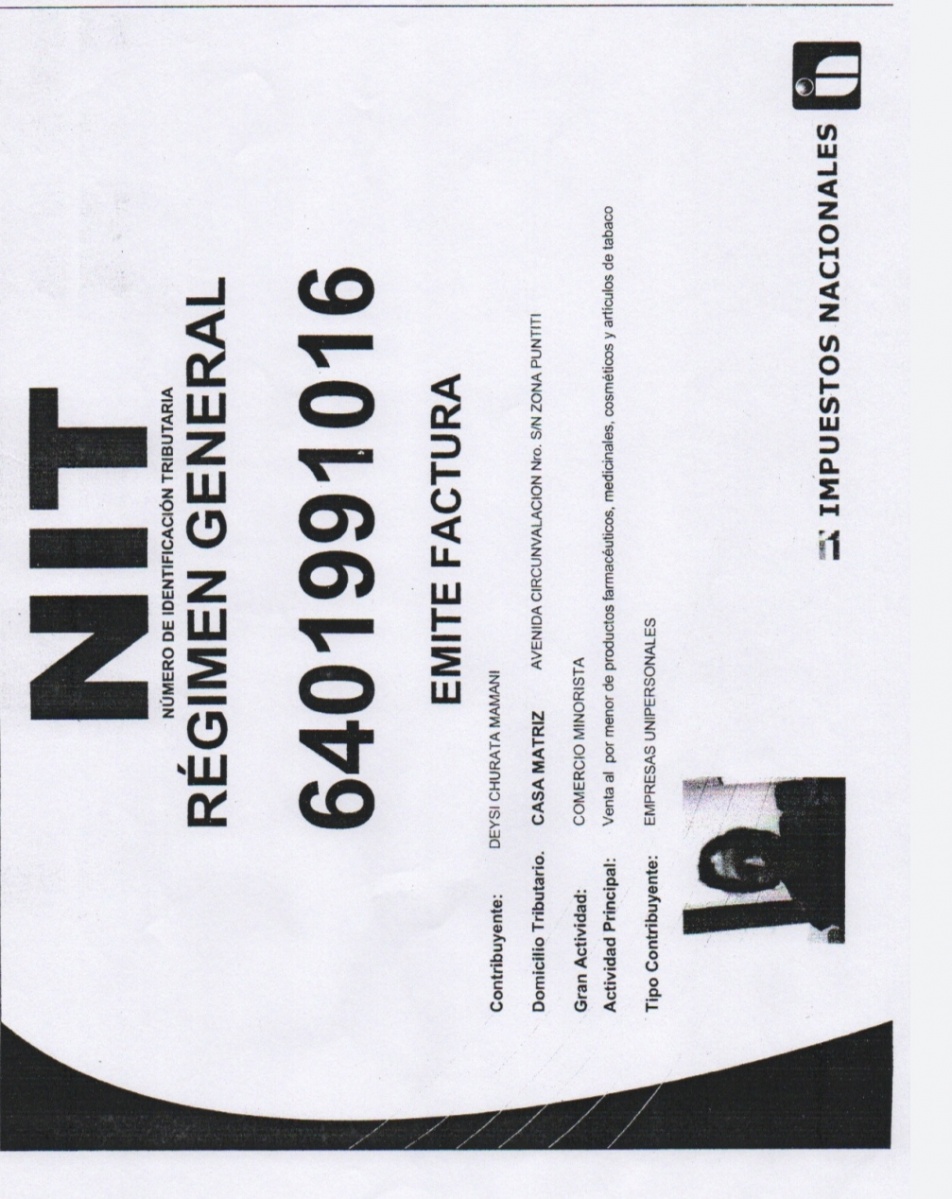 NIT
NÚMERO DE IDENTIFICACIÓN TRIBUTARIA
RÉGIMEN GENERAL
6401991016
EMITE FACTURA
Contribuyente: DEYSI CHURATA MAMANI
Domicilio Tributario. CASA MATRIZ AVENIDA CIRCUNVALACION Nro. S/N ZONA PUNTITI
Gran Actividad: COMERCIO MINORISTA
Actividad Principal: Venta al por menor de productos farmacéuticos, medicinales, cosméticos y articulos de tabaco
Tipo Contribuyente: EMPRESAS UNIPERSONALES
IMPUESTOS NACIONALES